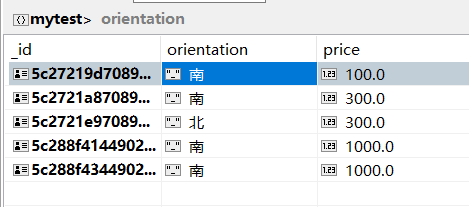 mytest> orientation
_id orientation price
5c27219d7089... 南 100.0
5c2721a87089... 南 300.0
5c2721e97089... 北 300.0
5c288f4144902... 南 1000.0
5c288f4344902... 南 1000.0